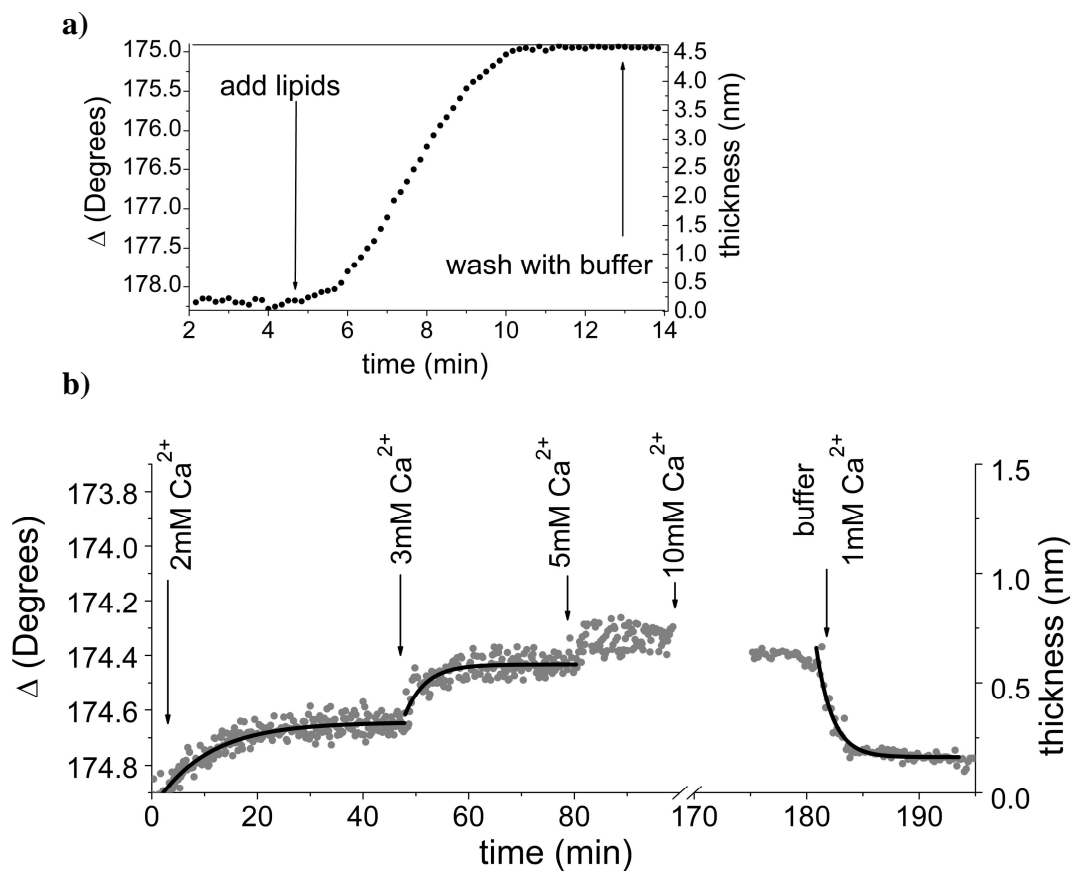 a)
175.0
175.5
176.0
176.5
177.0
177.5
178.0
Δ (Degrees)
add lipids
wash with buffer
4.5
4.0
3.5
3.0
2.5
2.0
1.5
1.0
0.5
0.0
thickness (nm)
2 4 6 8 10 12 14
time (min)
b)
173.8
174.0
174.2
174.4
174.6
174.8
Δ (Degrees)
2mM Ca2+
3mM Ca2+
5mM Ca2+
10mM Ca2+
buffer
1mM Ca2+
1.5
1.0
0.5
0.0
thickness (nm)
0 20 40 60 80 170 180 190
time (min)